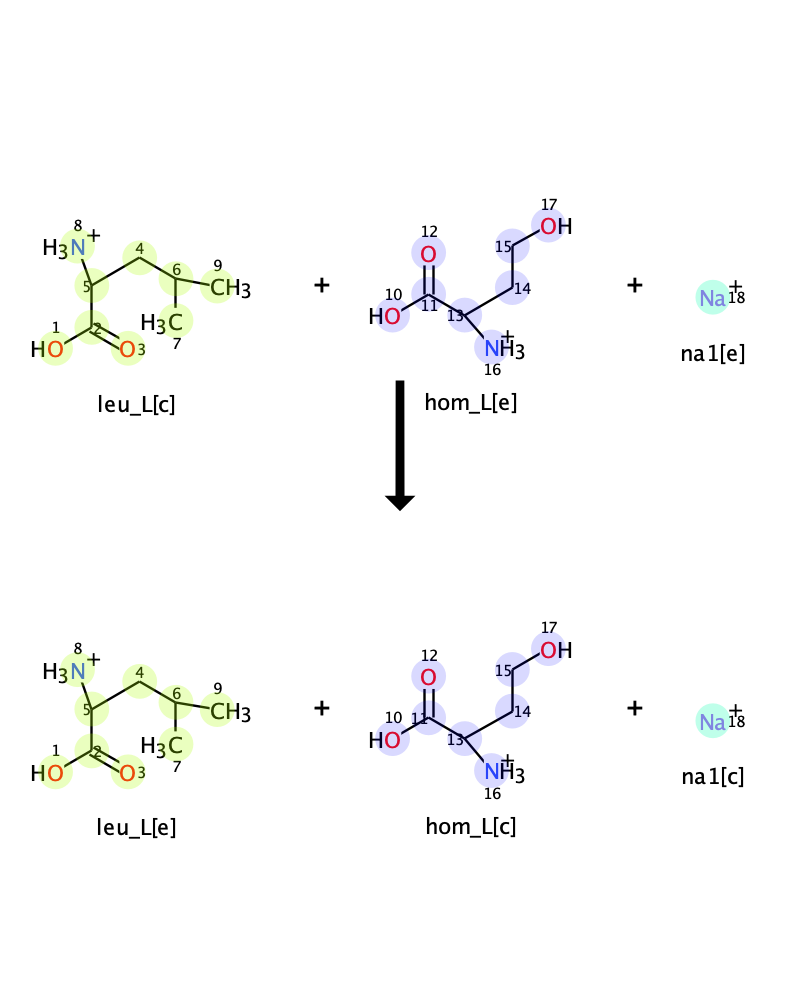 8 H3N+ 4 6 9 CH3 5 H3C 7 1 HO 2 O 3
leu_L[c]
+
12 O 10 HO 11 13 14 15 17 OH NH3+ 16
hom_L[e]
+
Na+ 18
na1[e]
8 H3N+ 4 6 9 CH3 5 H3C 7 1 HO 2 O 3
leu_L[e]
+
12 O 10 HO 11 13 14 15 17 OH NH3+ 16
hom_L[c]
+
Na+ 18
na1[c]